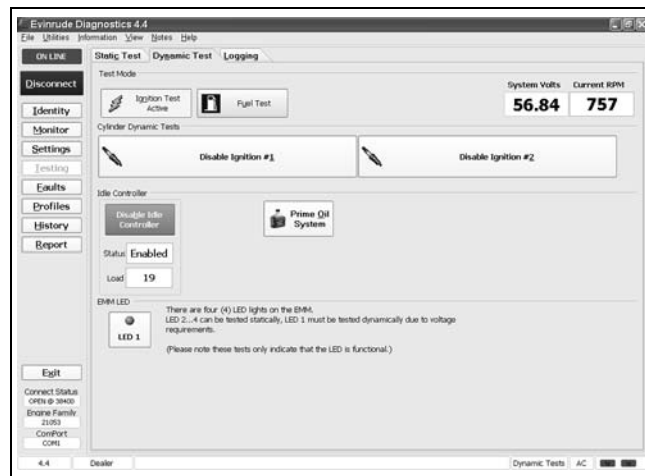 Evinrude Diagnostics 4.4
File Utilities Information View Notes Help
ON LINE
Static Test Dynamic Test Logging
Disconnect
Identity
Monitor
Settings
Testing
Faults
Profiles
History
Report
Exit
Connect Status
OPEN @ 38400
Engine Family
21053
ComPort
COM1
Test Mode
Ignition Test
Active
Fuel Test
System Volts Current RPM
56.84 757
Cylinder Dynamic Tests
Disable Ignition #1
Disable Ignition #2
Idle Controller
Disable Idle
Controller
Prime Oil
System
Status Enabled
Load 19
EMM LED
LED 1
There are four (4) LED lights on the EMM.
LED 2...4 can be tested statically, LED 1 must be tested dynamically due to voltage
requirements.
(Please note these tests only indicate that the LED is functional.)
4.4 Dealer Dynamic Tests AC